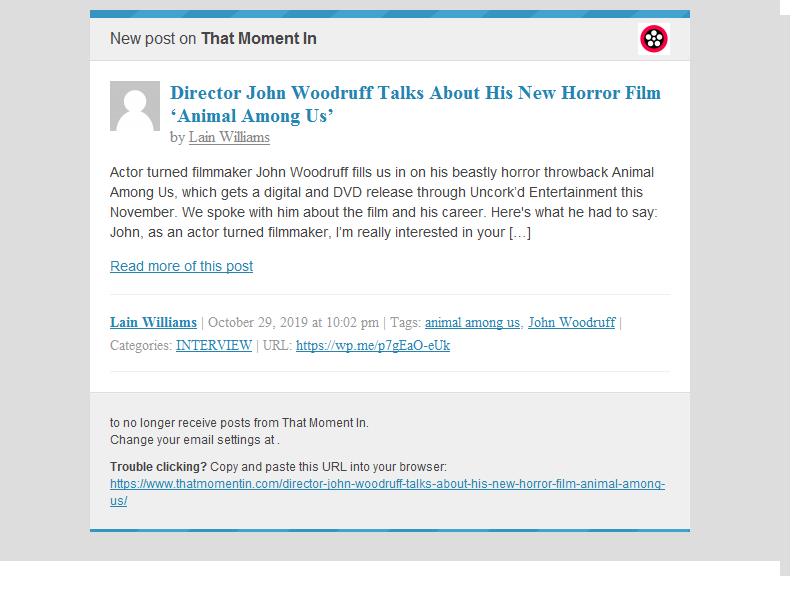 New post on That Moment In
Director John Woodruff Talks About His New Horror Film
‘Animal Among Us’
by Lain Williams
Actor turned filmmaker John Woodruff fills us in on his beastly horror throwback Animal
Among Us, which gets a digital and DVD release through Uncork’d Entertainment this
November. We spoke with him about the film and his career. Here's what he had to say:
John, as an actor turned filmmaker, I’m really interested in your […]
Read more of this post
Lain Williams | October 29, 2019 at 10:02 pm | Tags: animal among us, John Woodruff |
Categories: INTERVIEW | URL: https://wp.me/p7gEaO-eUk
to no longer receive posts from That Moment In.
Change your email settings at .
Trouble clicking? Copy and paste this URL into your browser:
https://www.thatmomentin.com/director-john-woodruff-talks-about-his-new-horror-film-animal-among-
us/